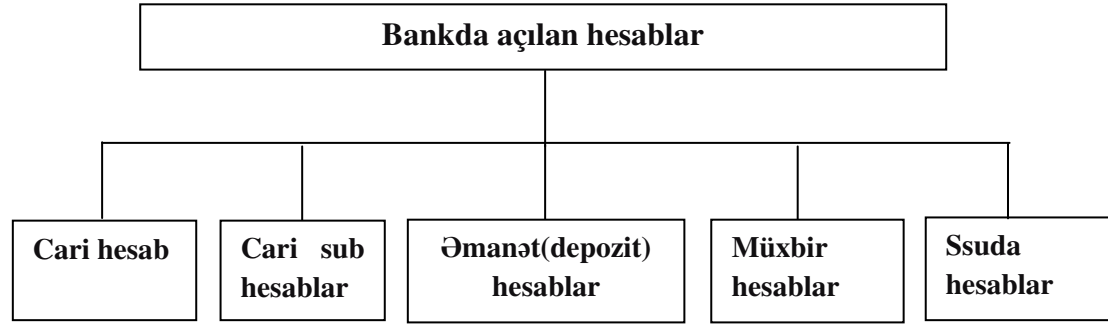 Bankda açılan hesablar
Cari hesab
Cari sub
hesablar
Əmanət(depozit)
hesablar
Müxbir
hesablar
Ssuda
hesablar